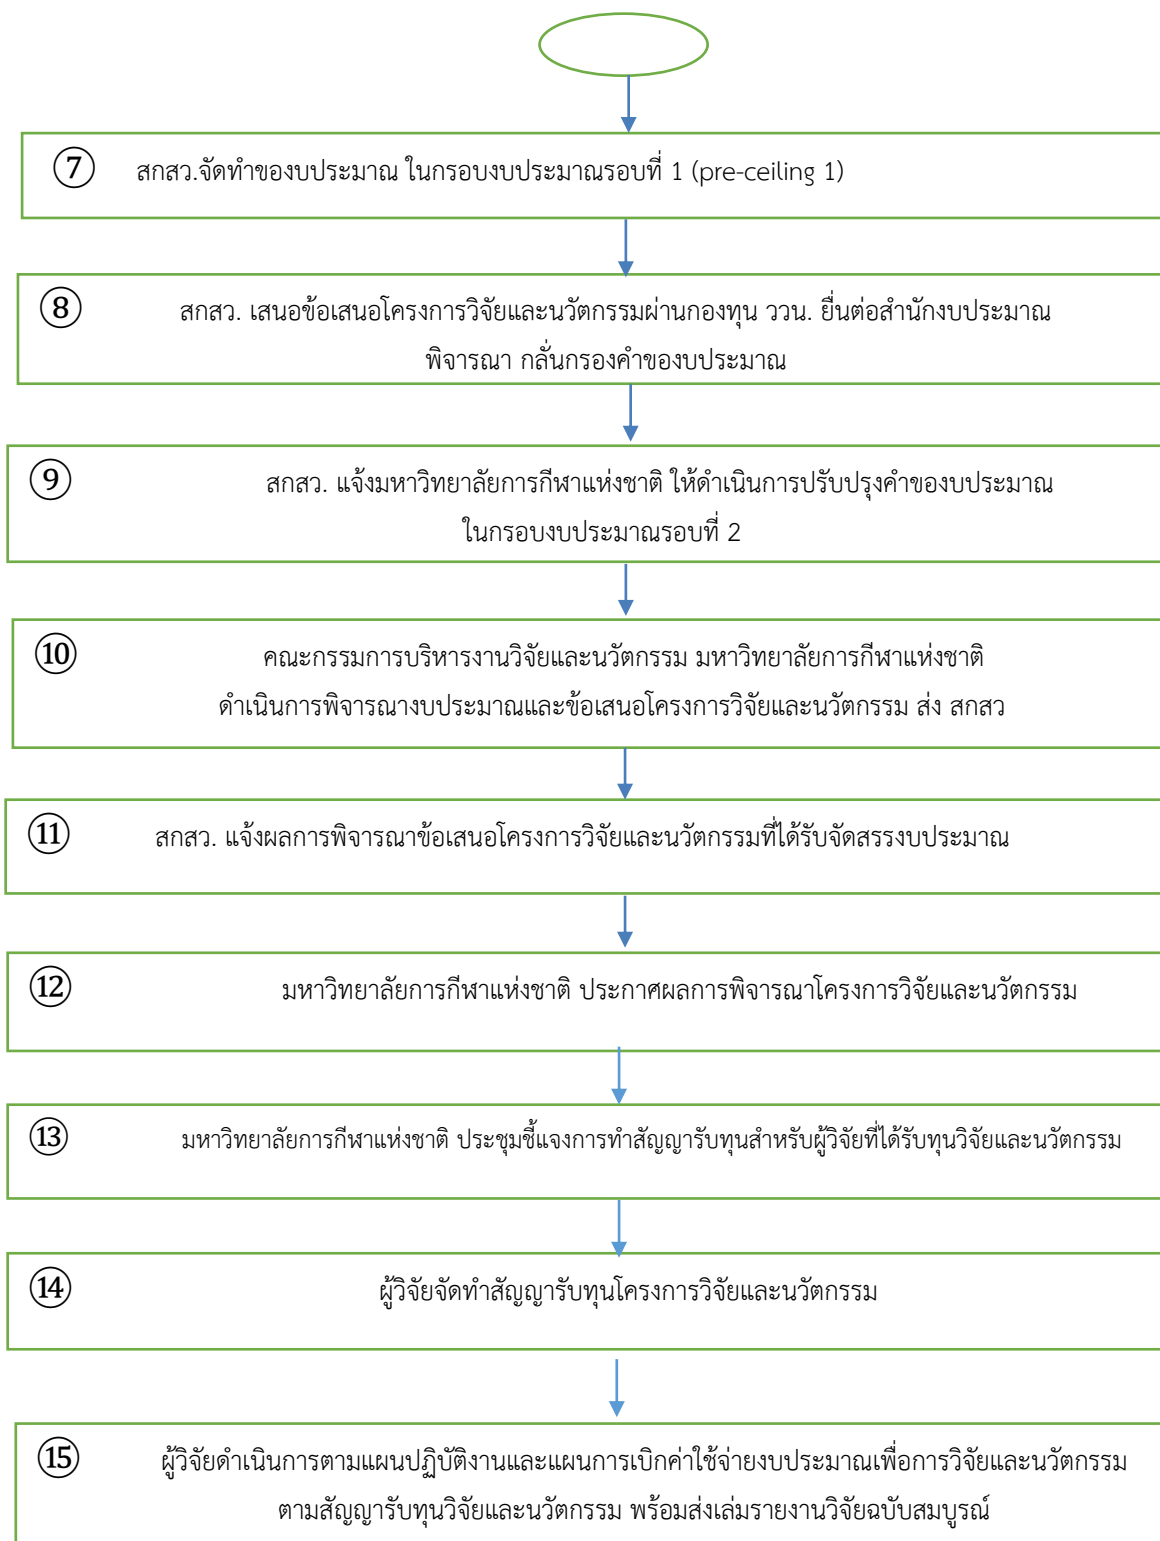 ⑦ สกสว.จัดทำของบประมาณ ในกรอบงบประมาณรอบที่ 1 (pre-ceiling 1)
⑧ สกสว. เสนอข้อเสนอโครงการวิจัยและนวัตกรรมผ่านกองทุน ววน. ยื่นต่อสำนักงบประมาณ
พิจารณา กลั่นกรองคำของบประมาณ
⑨ สกสว. แจ้งมหาวิทยาลัยการกีฬาแห่งชาติ ให้ดำเนินการปรับปรุงคำของบประมาณ
ในกรอบงบประมาณรอบที่ 2
⑩ คณะกรรมการบริหารงานวิจัยและนวัตกรรม มหาวิทยาลัยการกีฬาแห่งชาติ
ดำเนินการพิจารณางบประมาณและข้อเสนอโครงการวิจัยและนวัตกรรม ส่ง สกสว
⑪ สกสว. แจ้งผลการพิจารณาข้อเสนอโครงการวิจัยและนวัตกรรมที่ได้รับจัดสรรงบประมาณ
⑫ มหาวิทยาลัยการกีฬาแห่งชาติ ประกาศผลการพิจารณาโครงการวิจัยและนวัตกรรม
⑬ มหาวิทยาลัยการกีฬาแห่งชาติ ประชุมชี้แจงการทำสัญญารับทุนสำหรับผู้วิจัยที่ได้รับทุนวิจัยและนวัตกรรม
⑭ ผู้วิจัยจัดทำสัญญารับทุนโครงการวิจัยและนวัตกรรม
⑮ ผู้วิจัยดำเนินการตามแผนปฏิบัติงานและแผนการเบิกค่าใช้จ่ายงบประมาณเพื่อการวิจัยและนวัตกรรม
ตามสัญญารับทุนวิจัยและนวัตกรรม พร้อมส่งเล่มรายงานวิจัยฉบับสมบูรณ์